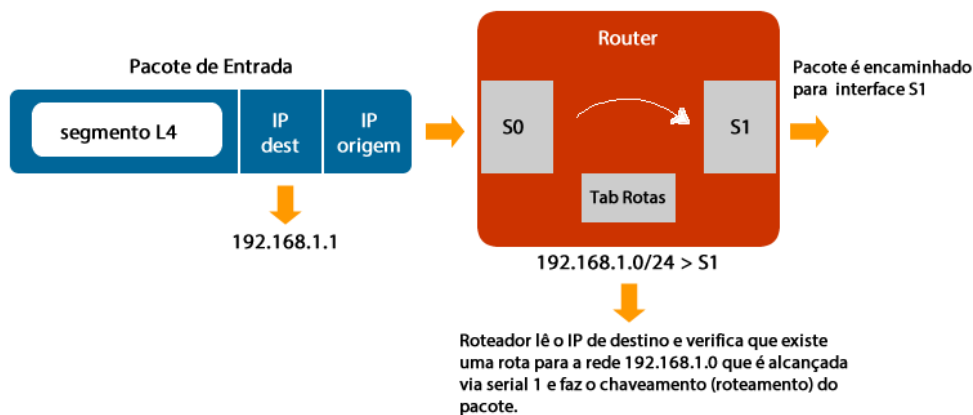 Pacote de Entrada
segmento L4
IP
dest
IP
origem
192.168.1.1
Router
S0
S1
Tab Rotas
192.168.1.0/24 > S1
Pacote é encaminhado
para interface S1
Roteador lê o IP de destino e verifica que existe
uma rota para a rede 192.168.1.0 que é alcançada
via serial 1 e faz o chaveamento (roteamento) do
pacote.